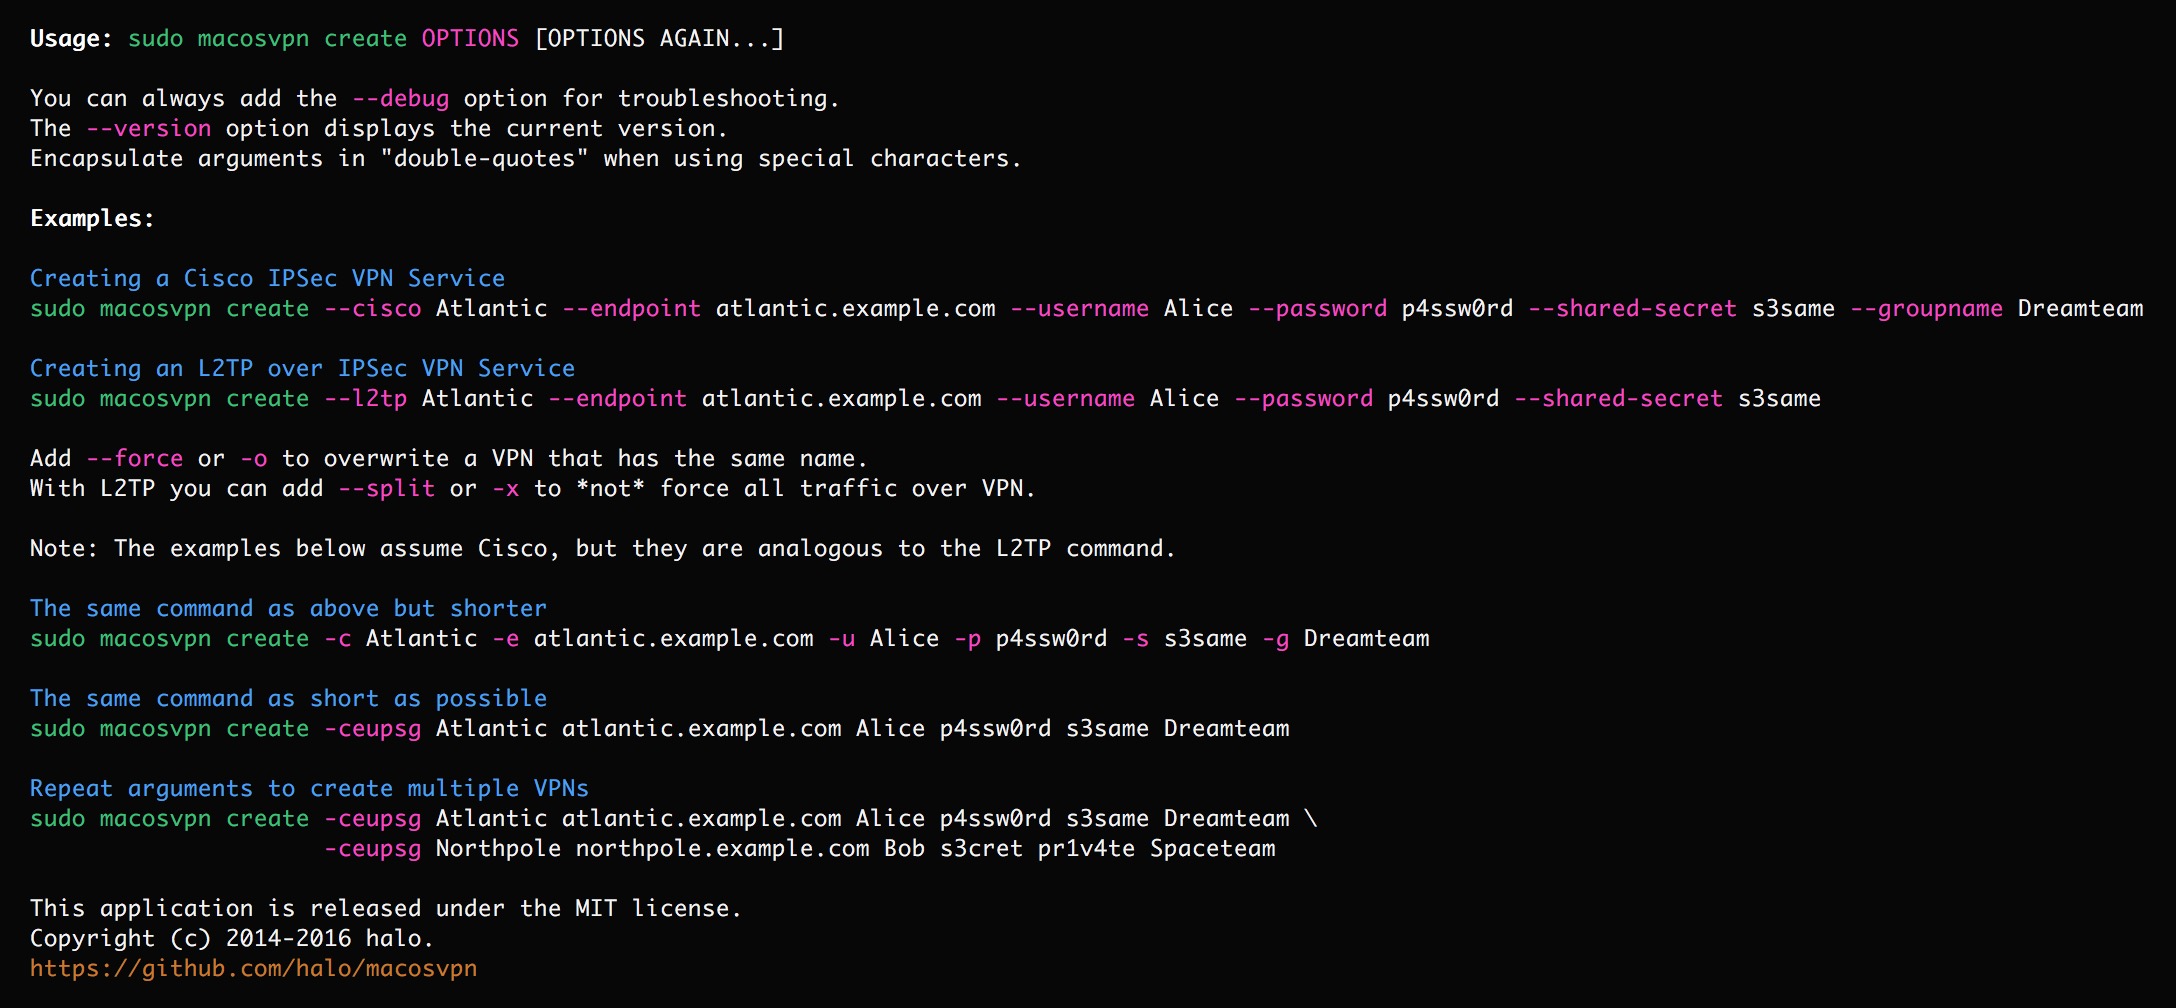 Usage: sudo macosvpn create OPTIONS [OPTIONS AGAIN...]
You can always add the --debug option for troubleshooting.
The --version option displays the current version.
Encapsulate arguments in "double-quotes" when using special characters.
Examples:
Creating a Cisco IPSec VPN Service
sudo macosvpn create --cisco Atlantic --endpoint atlantic.example.com --username Alice --password p4ssw0rd --shared-secret s3same --groupname Dreamteam
Creating an L2TP over IPSec VPN Service
sudo macosvpn create --l2tp Atlantic --endpoint atlantic.example.com --username Alice --password p4ssw0rd --shared-secret s3same
Add --force or -o to overwrite a VPN that has the same name.
With L2TP you can add --split or -x to *not* force all traffic over VPN.
Note: The examples below assume Cisco, but they are analogous to the L2TP command.
The same command as above but shorter
sudo macosvpn create -c Atlantic -e atlantic.example.com -u Alice -p p4ssw0rd -s s3same -g Dreamteam
The same command as short as possible
sudo macosvpn create -ceupsg Atlantic atlantic.example.com Alice p4ssw0rd s3same Dreamteam
Repeat arguments to create multiple VPNs
sudo macosvpn create -ceupsg Atlantic atlantic.example.com Alice p4ssw0rd s3same Dreamteam \
-ceupsg Northpole northpole.example.com Bob s3cret pr1v4te Spaceteam
This application is released under the MIT license.
Copyright (c) 2014-2016 halo.
https://github.com/halo/macosvpn